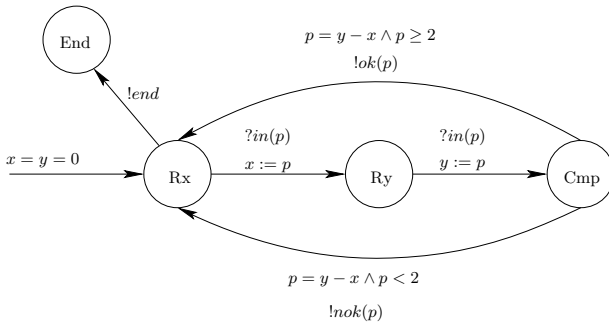 p = y − x ∧ p ≥ 2
!ok(p)
End
!end
x = y = 0
?in(p)
x := p
?in(p)
y := p
Rx
Ry
Cmp
p = y − x ∧ p < 2
!nok(p)